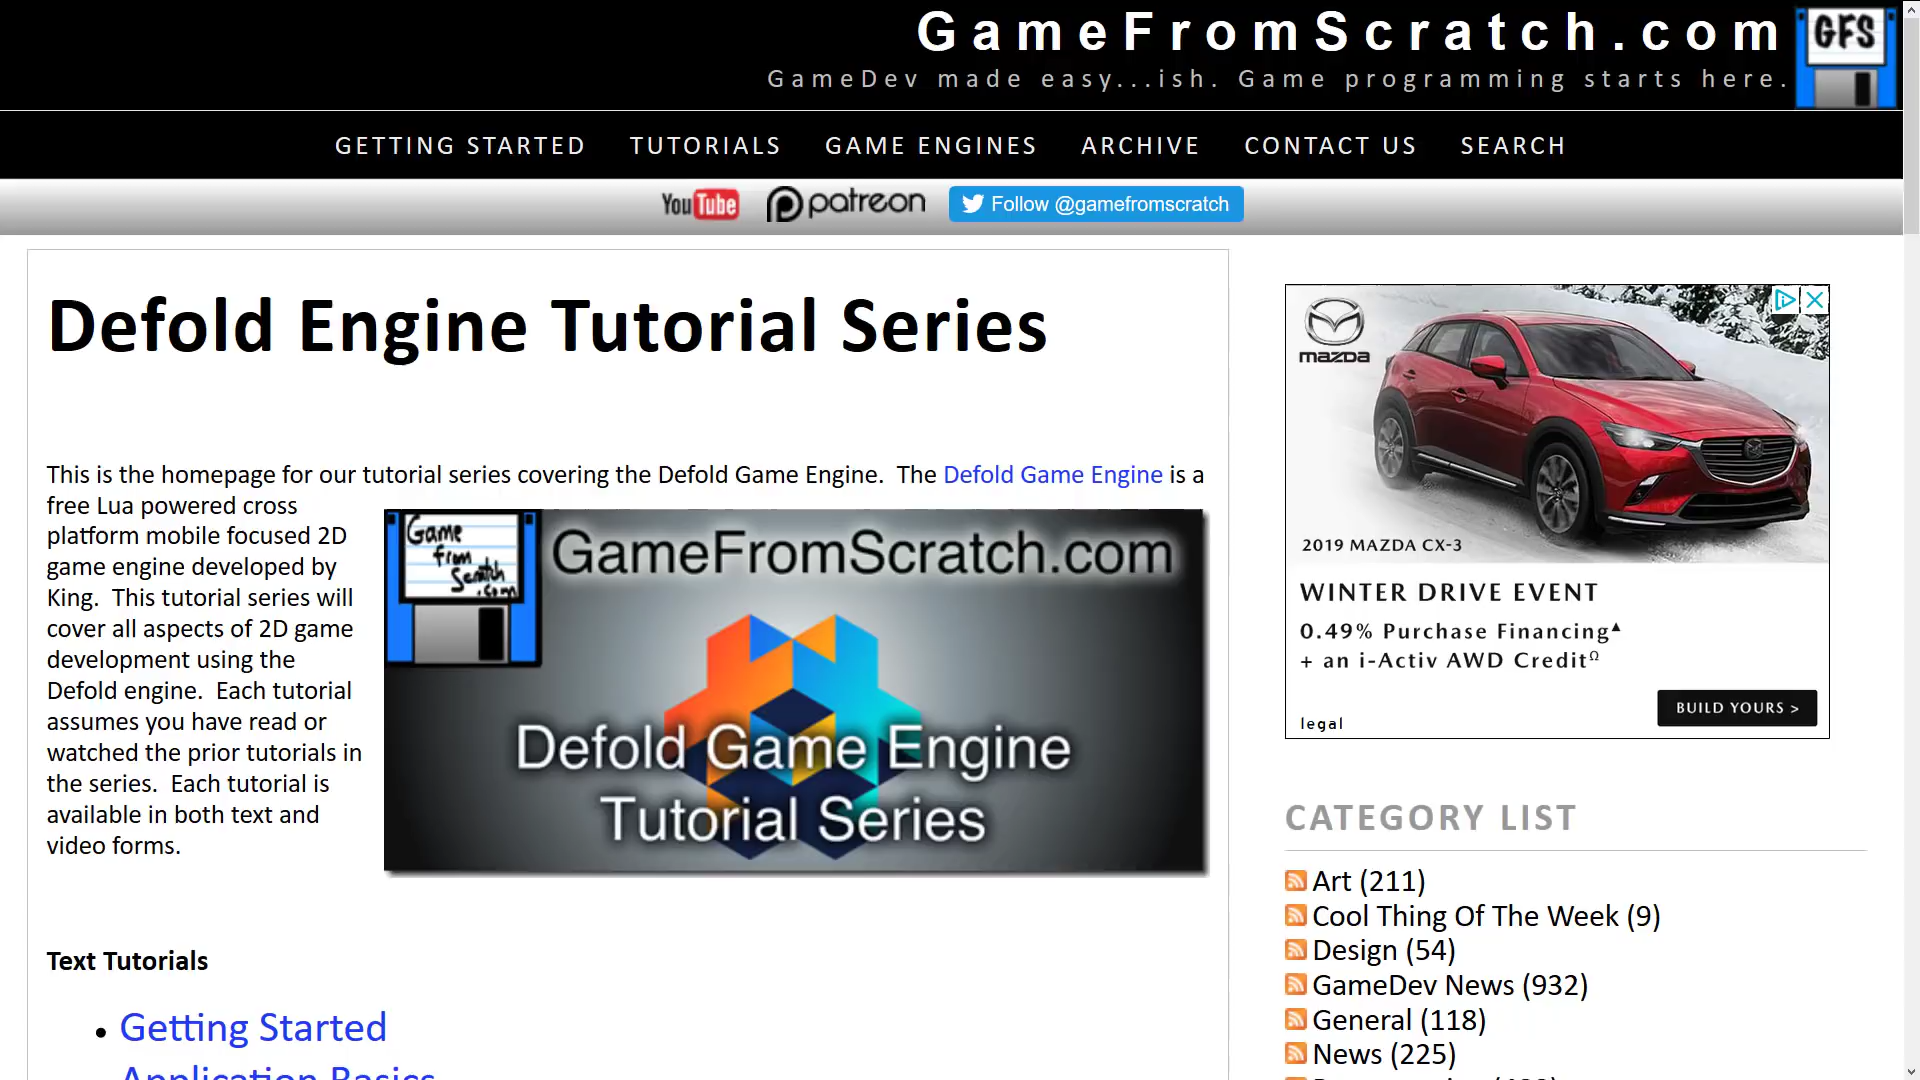 GameFromScratch.com
GFS
GameDev made easy...ish. Game programming starts here.
GETTING STARTED TUTORIALS GAME ENGINES ARCHIVE CONTACT US SEARCH
YouTube patreon Follow @gamefromscratch
Defold Engine Tutorial Series
This is the homepage for our tutorial series covering the Defold Game Engine. The Defold Game Engine is a
free Lua powered cross
platform mobile focused 2D
game engine developed by
King. This tutorial series will
cover all aspects of 2D game
development using the
Defold engine. Each tutorial
assumes you have read or
watched the prior tutorials in
the series. Each tutorial is
available in both text and
video forms.
Game
from
Scratch
.com
GameFromScratch.com
Defold Game Engine
Tutorial Series
Text Tutorials
Getting Started
Application Basics
mazda
2019 MAZDA CX-3
WINTER DRIVE EVENT
0.49% Purchase Financing▲
+ an i-Activ AWD CreditΩ
BUILD YOURS >
legal
CATEGORY LIST
Art (211)
Cool Thing Of The Week (9)
Design (54)
GameDev News (932)
General (118)
News (225)